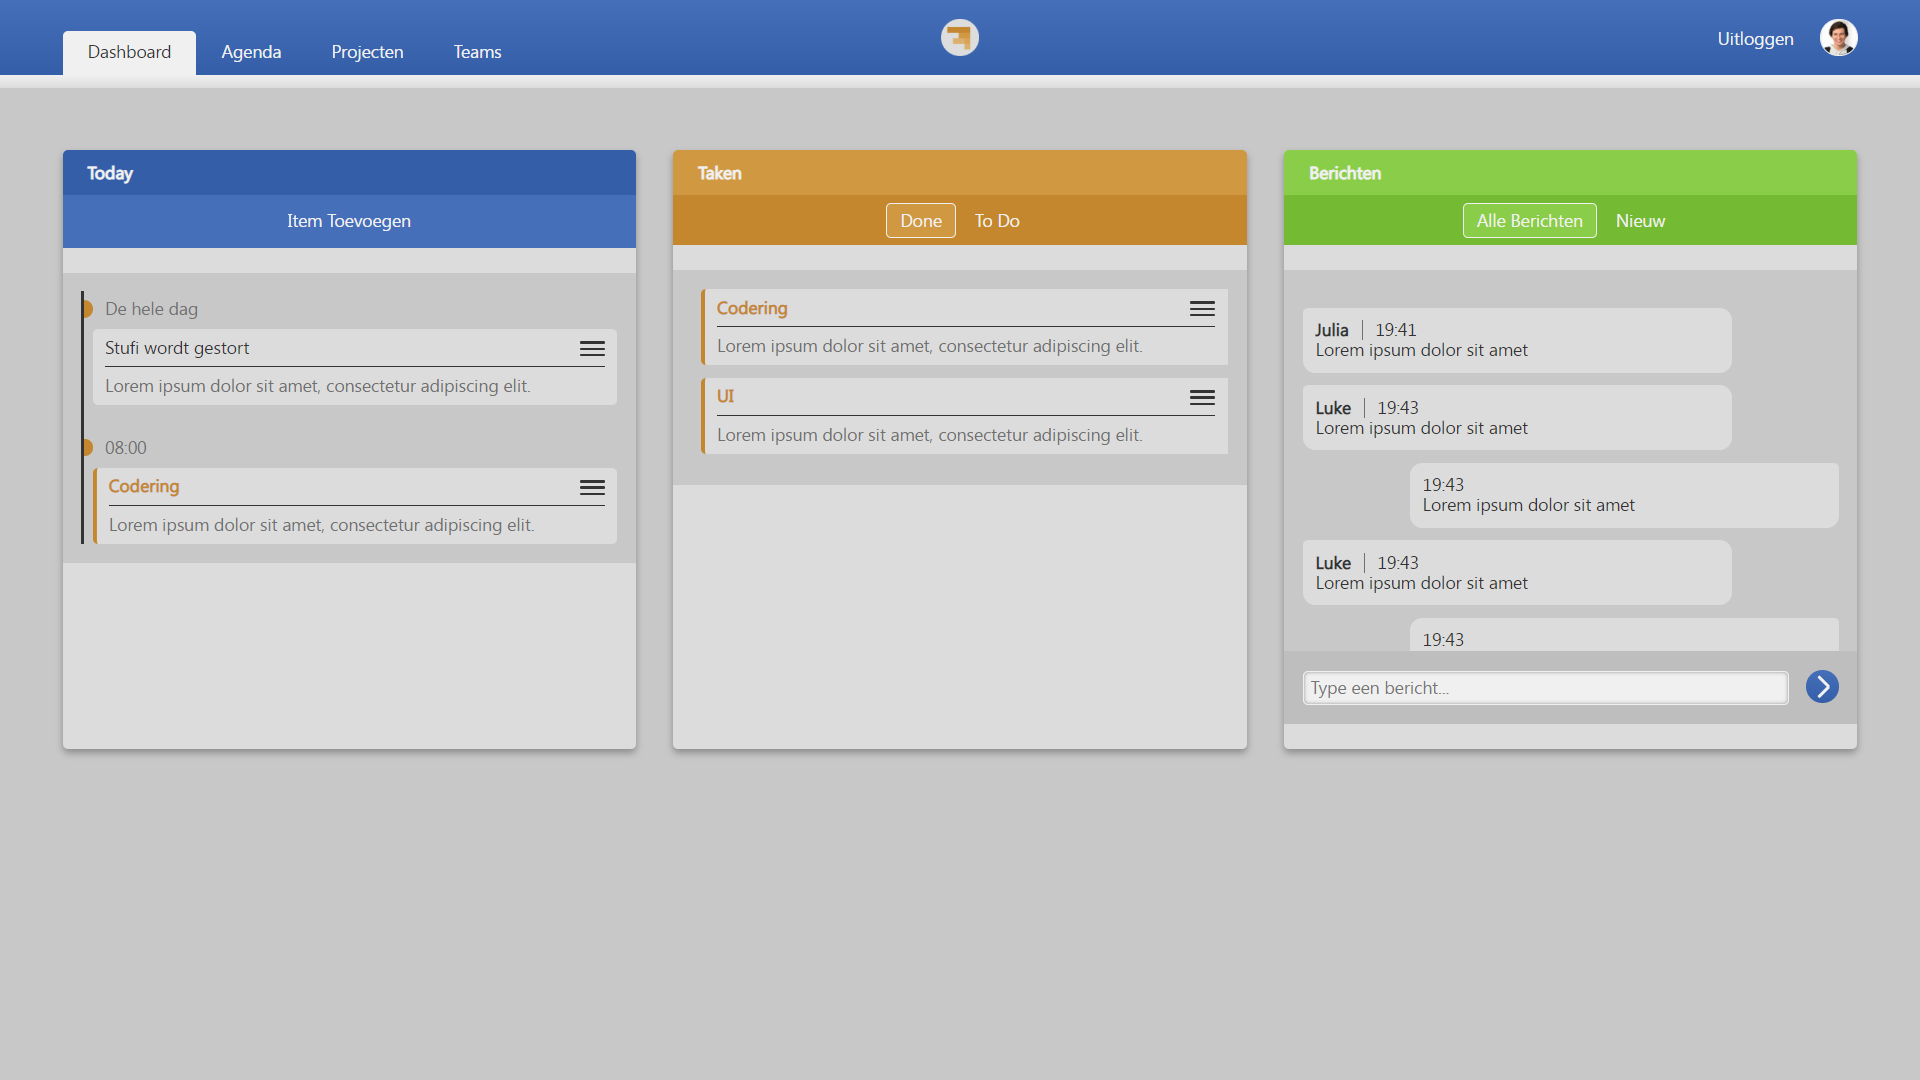 Dashboard
Agenda
Projecten
Teams
Uitloggen
Today
Item Toevoegen
De hele dag
Stufi wordt gestort
Lorem ipsum dolor sit amet, consectetur adipiscing elit.
08:00
Codering
Lorem ipsum dolor sit amet, consectetur adipiscing elit.
Taken
Done
To Do
Codering
Lorem ipsum dolor sit amet, consectetur adipiscing elit.
UI
Lorem ipsum dolor sit amet, consectetur adipiscing elit.
Berichten
Alle Berichten
Nieuw
Julia | 19:41
Lorem ipsum dolor sit amet
Luke | 19:43
Lorem ipsum dolor sit amet
19:43
Lorem ipsum dolor sit amet
Luke | 19:43
Lorem ipsum dolor sit amet
19:43
Type een bericht...